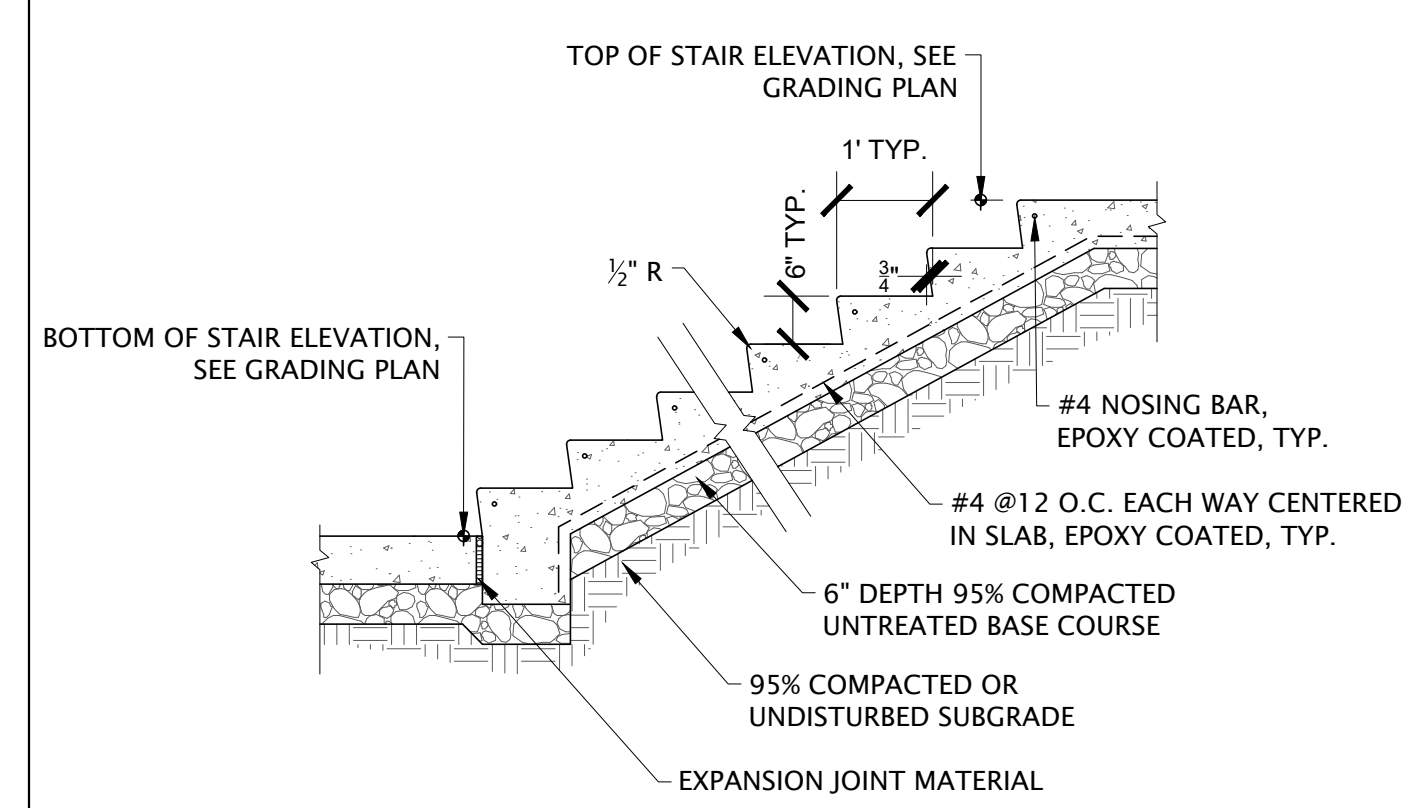 TOP OF STAIR ELEVATION, SEE
GRADING PLAN
1' TYP.
6" TYP.
½" R
¾"
BOTTOM OF STAIR ELEVATION,
SEE GRADING PLAN
#4 NOSING BAR,
EPOXY COATED, TYP.
#4 @12 O.C. EACH WAY CENTERED
IN SLAB, EPOXY COATED, TYP.
6" DEPTH 95% COMPACTED
UNTREATED BASE COURSE
95% COMPACTED OR
UNDISTURBED SUBGRADE
EXPANSION JOINT MATERIAL